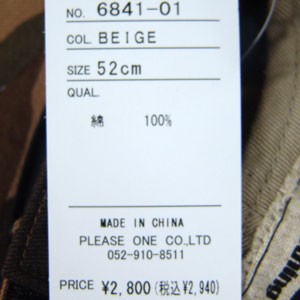 NO. 6841-01
COL. BEIGE
SIZE 52cm
QUAL.
綿 100%
MADE IN CHINA
PLEASE ONE CO.,LTD
052-910-8511
PRICE ¥2,800(税込¥2,940)